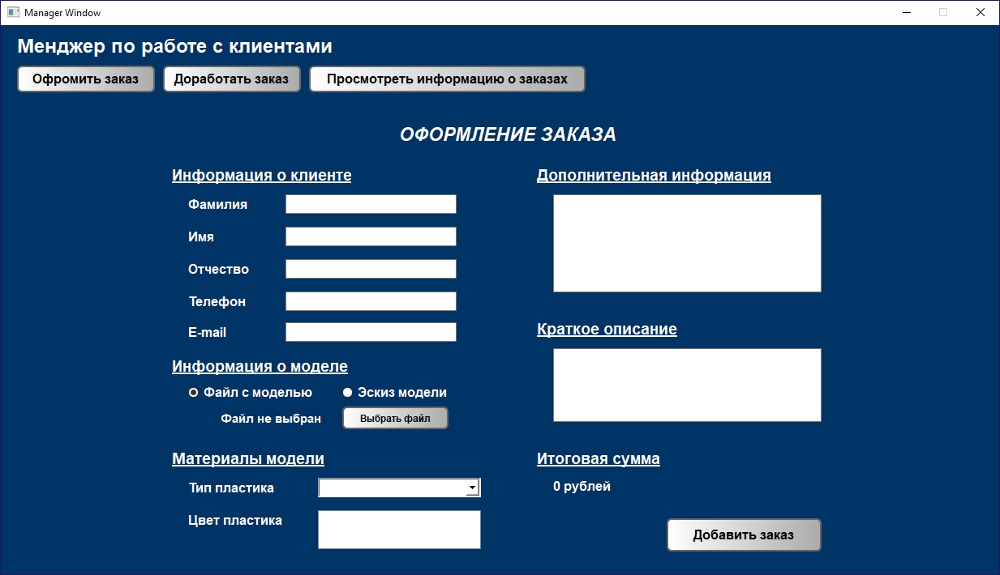 Manager Window
Менджер по работе с клиентами
Офромить заказ Доработать заказ Просмотреть информацию о заказах
ОФОРМЛЕНИЕ ЗАКАЗА
Информация о клиенте
Фамилия
Имя
Отчество
Телефон
E-mail
Информация о моделе
Файл с моделью Эскиз модели
Файл не выбран Выбрать файл
Материалы модели
Тип пластика
Цвет пластика
Дополнительная информация
Краткое описание
Итоговая сумма
0 рублей
Добавить заказ